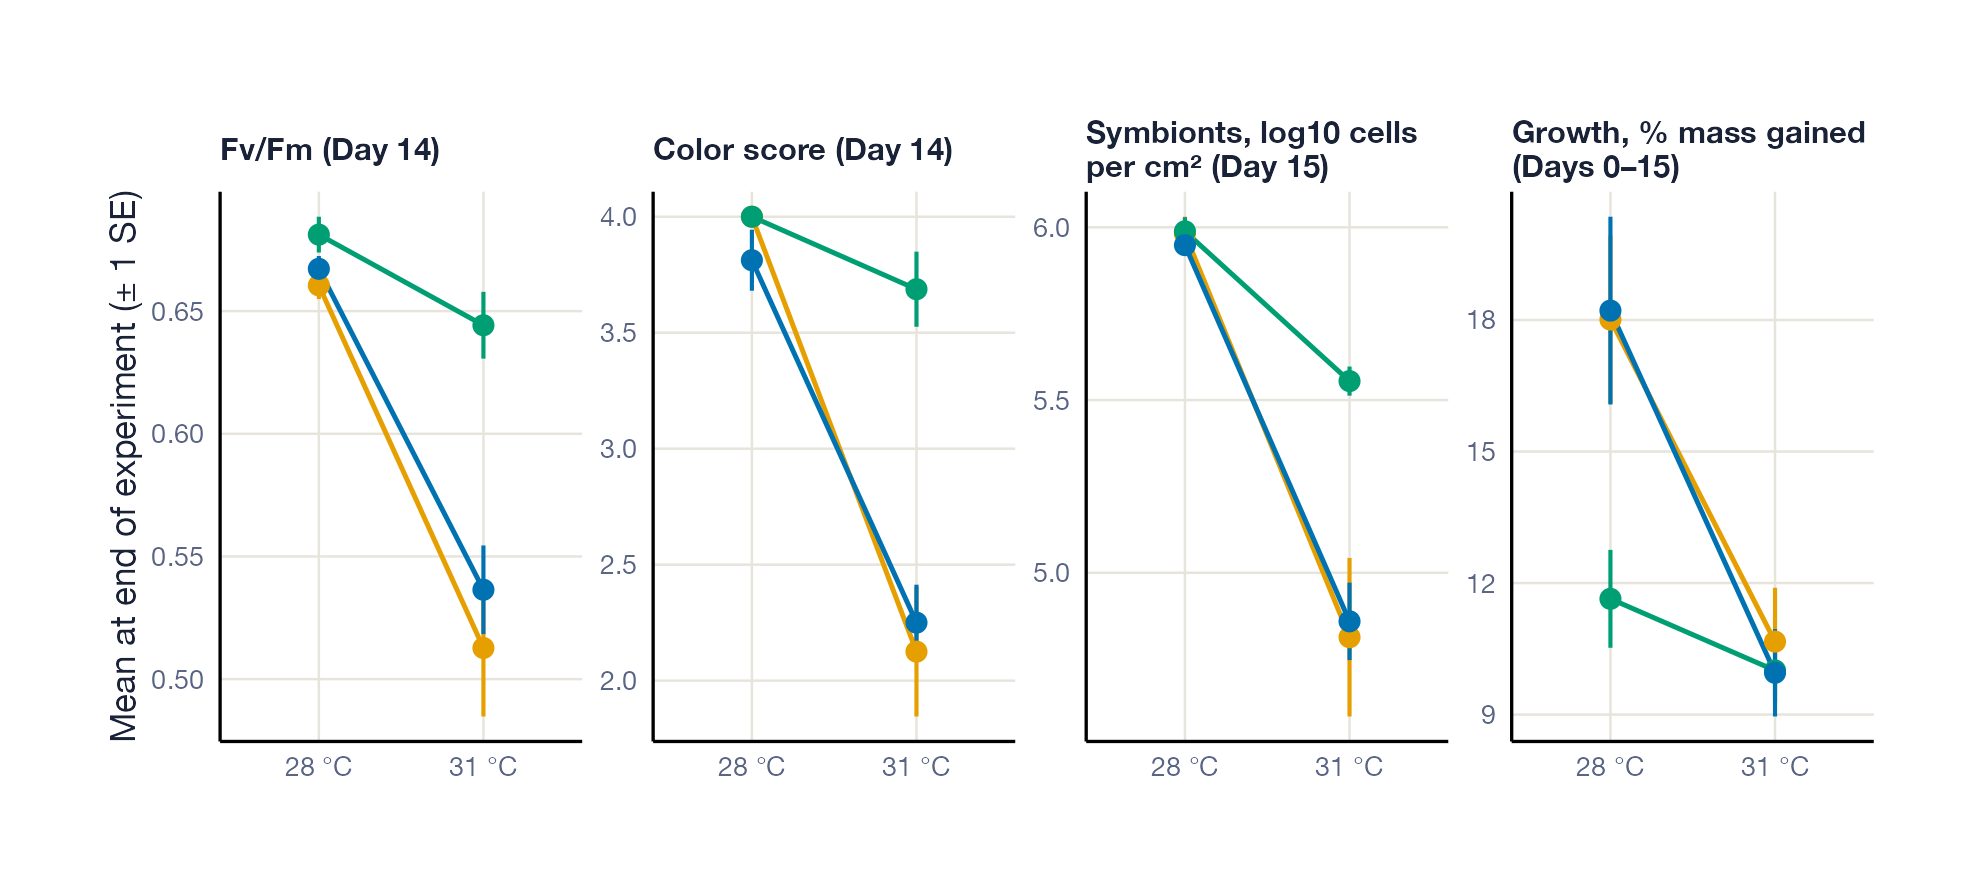 Fv/Fm (Day 14)
Color score (Day 14)
Symbionts, log10 cells
per cm² (Day 15)
Growth, % mass gained
(Days 0–15)
Mean at end of experiment (± 1 SE)
0.65
0.60
0.55
0.50
28 °C
31 °C
4.0
3.5
3.0
2.5
2.0
28 °C
31 °C
6.0
5.5
5.0
28 °C
31 °C
18
15
12
9
28 °C
31 °C